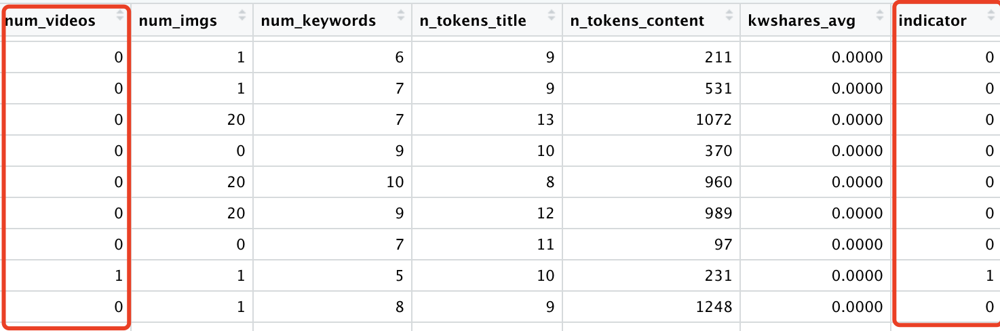 num_videos num_imgs num_keywords n_tokens_title n_tokens_content kwshares_avg indicator
0 1 6 9 211 0.0000 0
0 1 7 9 531 0.0000 0
0 20 7 13 1072 0.0000 0
0 0 9 10 370 0.0000 0
0 20 10 8 960 0.0000 0
0 20 9 12 989 0.0000 0
0 0 7 11 97 0.0000 0
1 1 5 10 231 0.0000 1
0 1 8 9 1248 0.0000 0